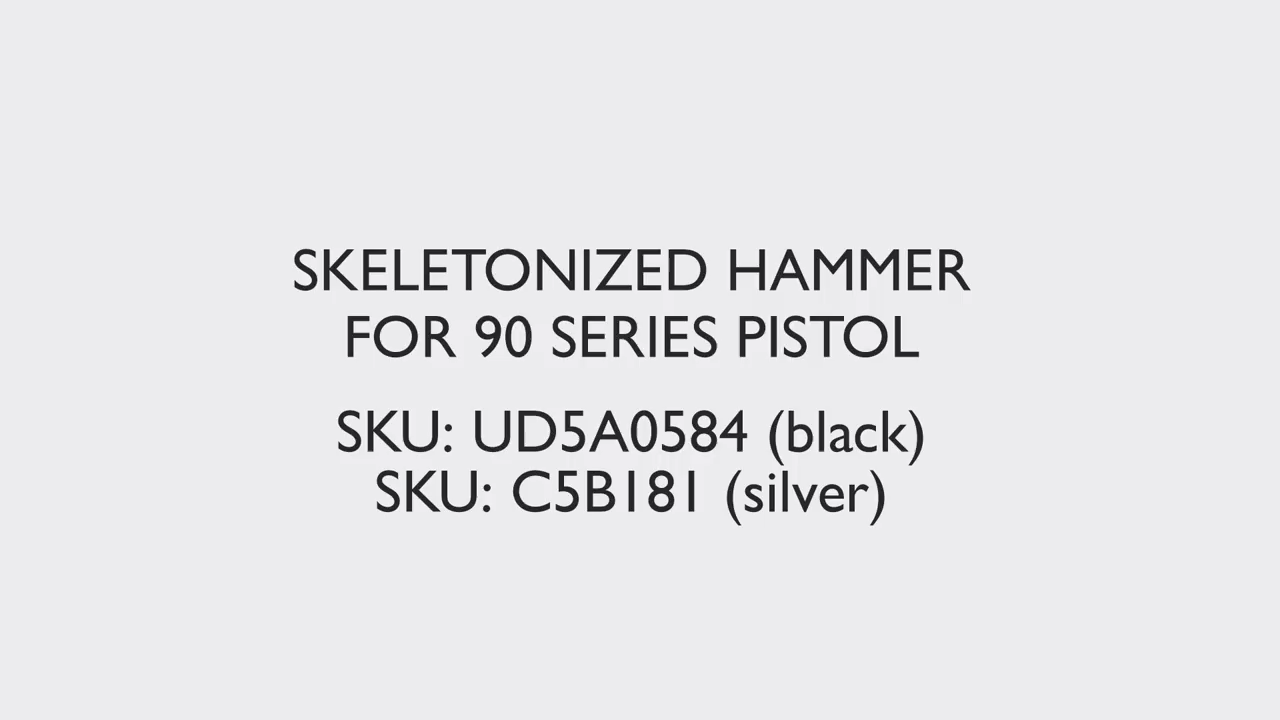 SKELETONIZED HAMMER
FOR 90 SERIES PISTOL
SKU: UD5A0584 (black)
SKU: C5B181 (silver)